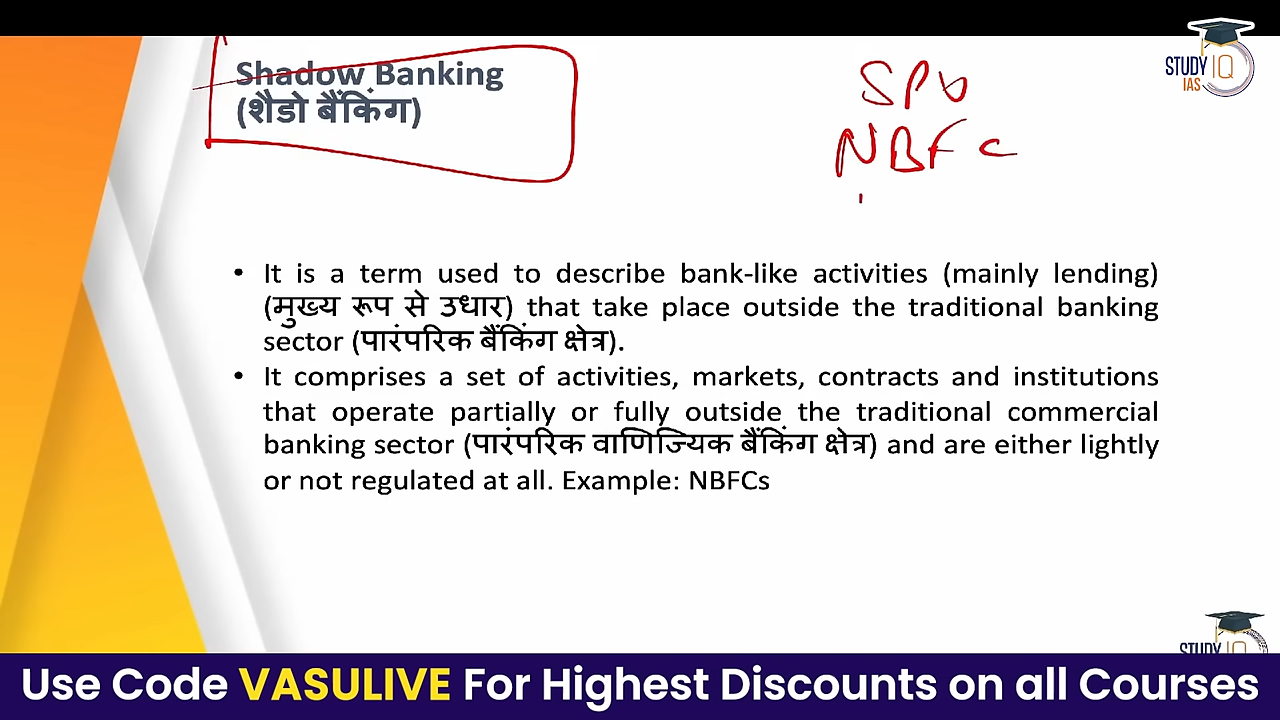 Shadow Banking
(शैडो बैंकिंग)
SPV
NBFC
STUDY IQ
IAS
• It is a term used to describe bank-like activities (mainly lending)
(मुख्य रूप से उधार) that take place outside the traditional banking
sector (पारंपरिक बैंकिंग क्षेत्र).
• It comprises a set of activities, markets, contracts and institutions
that operate partially or fully outside the traditional commercial
banking sector (पारंपरिक वाणिज्यिक बैंकिंग क्षेत्र) and are either lightly
or not regulated at all. Example: NBFCs
STUDY IQ
Use Code VASULIVE For Highest Discounts on all Courses